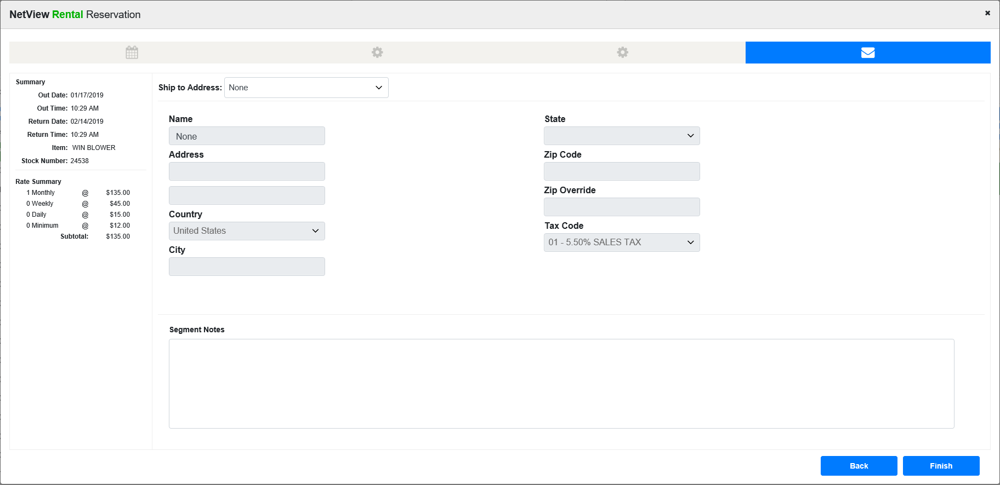 NetView Rental Reservation
Summary
Out Date: 01/17/2019
Out Time: 10:29 AM
Return Date: 02/14/2019
Return Time: 10:29 AM
Item: WIN BLOWER
Stock Number: 24538
Rate Summary
1 Monthly @ $135.00
0 Weekly @ $45.00
0 Daily @ $15.00
0 Minimum @ $12.00
Subtotal: $135.00
Ship to Address: None
Name
None
Address
Country
United States
City
State
Zip Code
Zip Override
Tax Code
01 - 5.50% SALES TAX
Segment Notes
Back
Finish